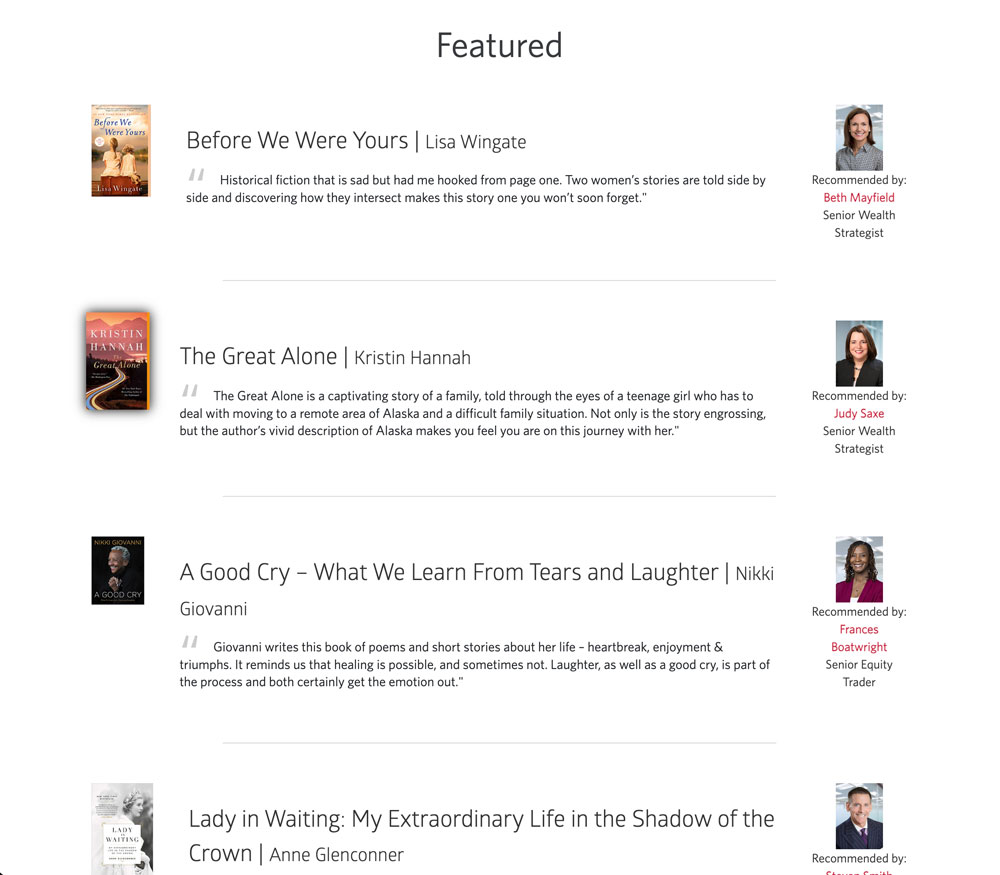 Featured
Before We
Were Yours
Lisa Wingate
Before We Were Yours | Lisa Wingate
“ Historical fiction that is sad but had me hooked from page one. Two women’s stories are told side by
side and discovering how they intersect makes this story one you won’t soon forget."
Recommended by:
Beth Mayfield
Senior Wealth
Strategist
KRISTIN
HANNAH
The
Great Alone
The Great Alone | Kristin Hannah
“ The Great Alone is a captivating story of a family, told through the eyes of a teenage girl who has to
deal with moving to a remote area of Alaska and a difficult family situation. Not only is the story engrossing,
but the author’s vivid description of Alaska makes you feel you are on this journey with her."
Recommended by:
Judy Saxe
Senior Wealth
Strategist
NIKKI GIOVANNI
A GOOD CRY
A Good Cry – What We Learn From Tears and Laughter | Nikki
Giovanni
“ Giovanni writes this book of poems and short stories about her life – heartbreak, enjoyment &
triumphs. It reminds us that healing is possible, and sometimes not. Laughter, as well as a good cry, is part of
the process and both certainly get the emotion out."
Recommended by:
Frances
Boatwright
Senior Equity
Trader
LADY
IN
WAITING
Lady in Waiting: My Extraordinary Life in the Shadow of the
Crown | Anne Glenconner
Recommended by:
Steven Smith